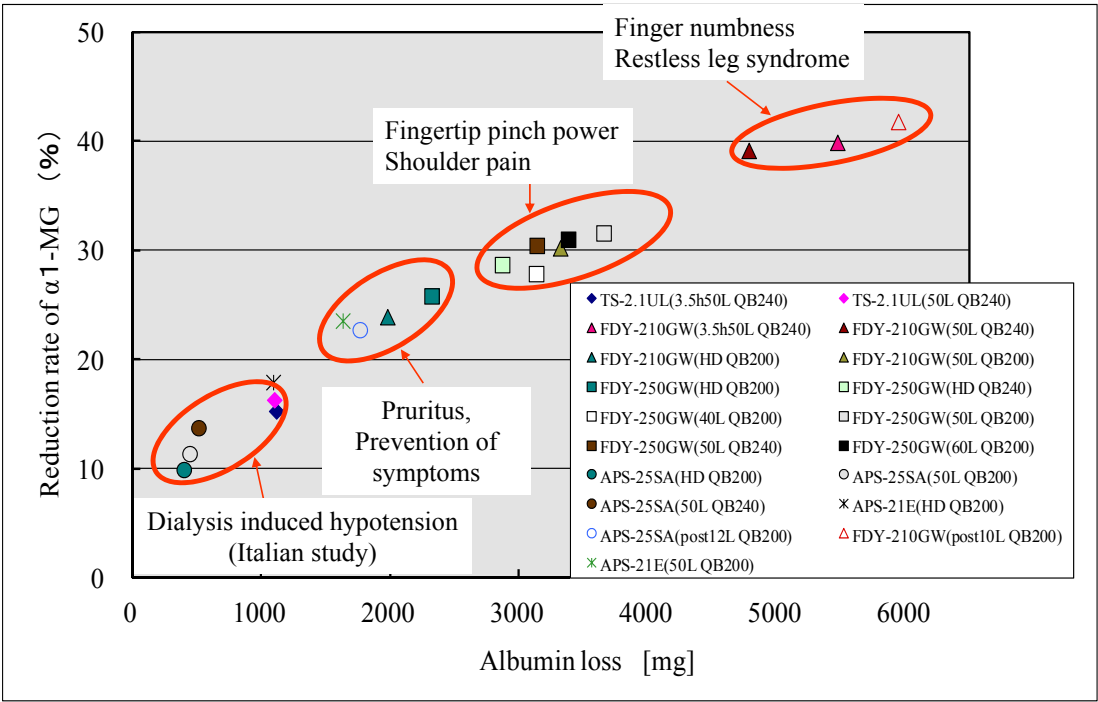 Finger numbness
Restless leg syndrome
Fingertip pinch power
Shoulder pain
Pruritus,
Prevention of
symptoms
Dialysis induced hypotension
(Italian study)
Reduction rate of α1-MG （%）
50
40
30
20
10
0
0 1000 2000 3000 4000 5000 6000
Albumin loss [mg]
TS-2.1UL(3.5h50L QB240) TS-2.1UL(50L QB240)
FDY-210GW(3.5h50L QB240) FDY-210GW(50L QB240)
FDY-210GW(HD QB200) FDY-210GW(50L QB200)
FDY-250GW(HD QB200) FDY-250GW(HD QB240)
FDY-250GW(40L QB200) FDY-250GW(50L QB200)
FDY-250GW(50L QB240) FDY-250GW(60L QB200)
APS-25SA(HD QB200) APS-25SA(50L QB200)
APS-25SA(50L QB240) APS-21E(HD QB200)
APS-25SA(post12L QB200) FDY-210GW(post10L QB200)
APS-21E(50L QB200)